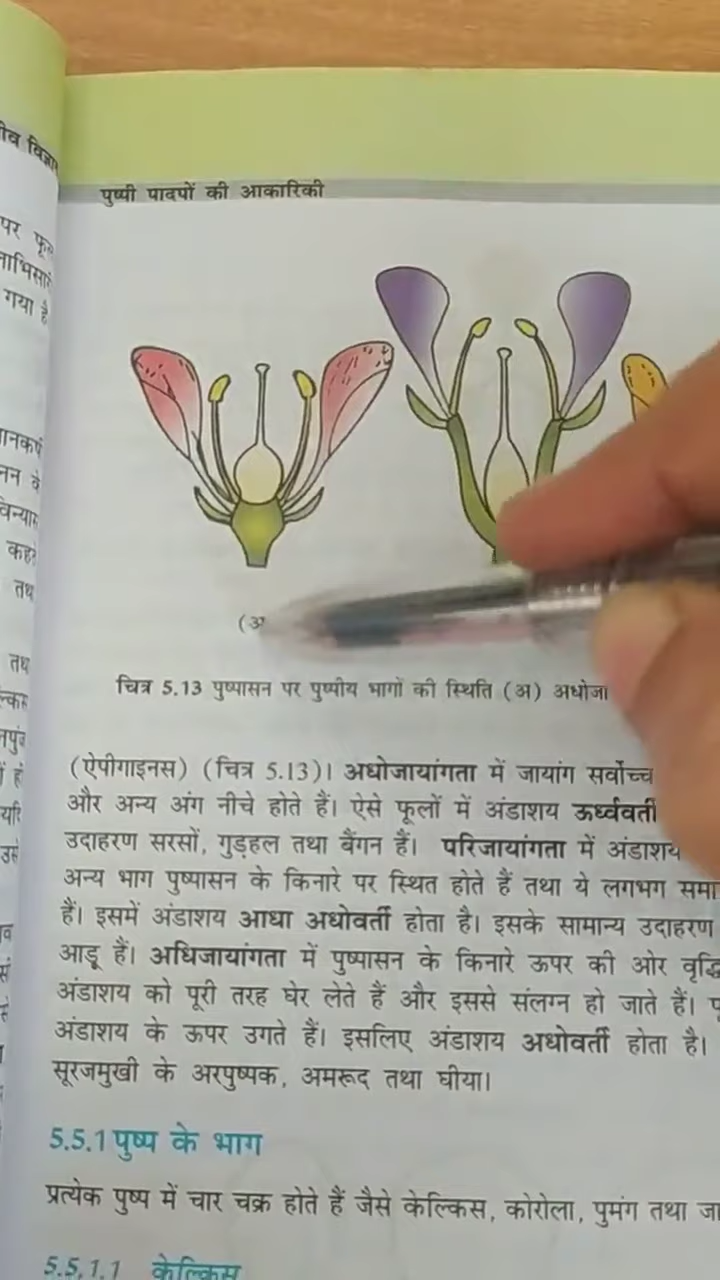 पुष्पी पादपों की आकारिकी
पर
गया है
तथ
तथ
चित्र 5.13 पुष्पासन पर पुष्पीय भागों की स्थिति (अ) अधोजा
(ऐपीगाइनस) (चित्र 5.13)। अधोजायांगता में जायांग सर्वोच्च
और अन्य अंग नीचे होते हैं। ऐसे फूलों में अंडाशय ऊर्ध्ववर्ती
उदाहरण सरसों, गुड़हल तथा बैंगन हैं। परिजायांगता में अंडाशय
अन्य भाग पुष्पासन के किनारे पर स्थित होते हैं तथा ये लगभग समा
हैं। इसमें अंडाशय आधा अधोवर्ती होता है। इसके सामान्य उदाहरण
आड़ू हैं। अधिजायांगता में पुष्पासन के किनारे ऊपर की ओर वृद्धि
अंडाशय को पूरी तरह घेर लेते हैं और इससे संलग्न हो जाते हैं।
अंडाशय के ऊपर उगते हैं। इसलिए अंडाशय अधोवर्ती होता है।
सूरजमुखी के अरपुष्पक, अमरूद तथा घीया।
5.5.1 पुष्प के भाग
प्रत्येक पुष्प में चार चक्र होते हैं जैसे केल्किस, कोरोला, पुमंग तथा जा
5.5.1.1 केल्किस